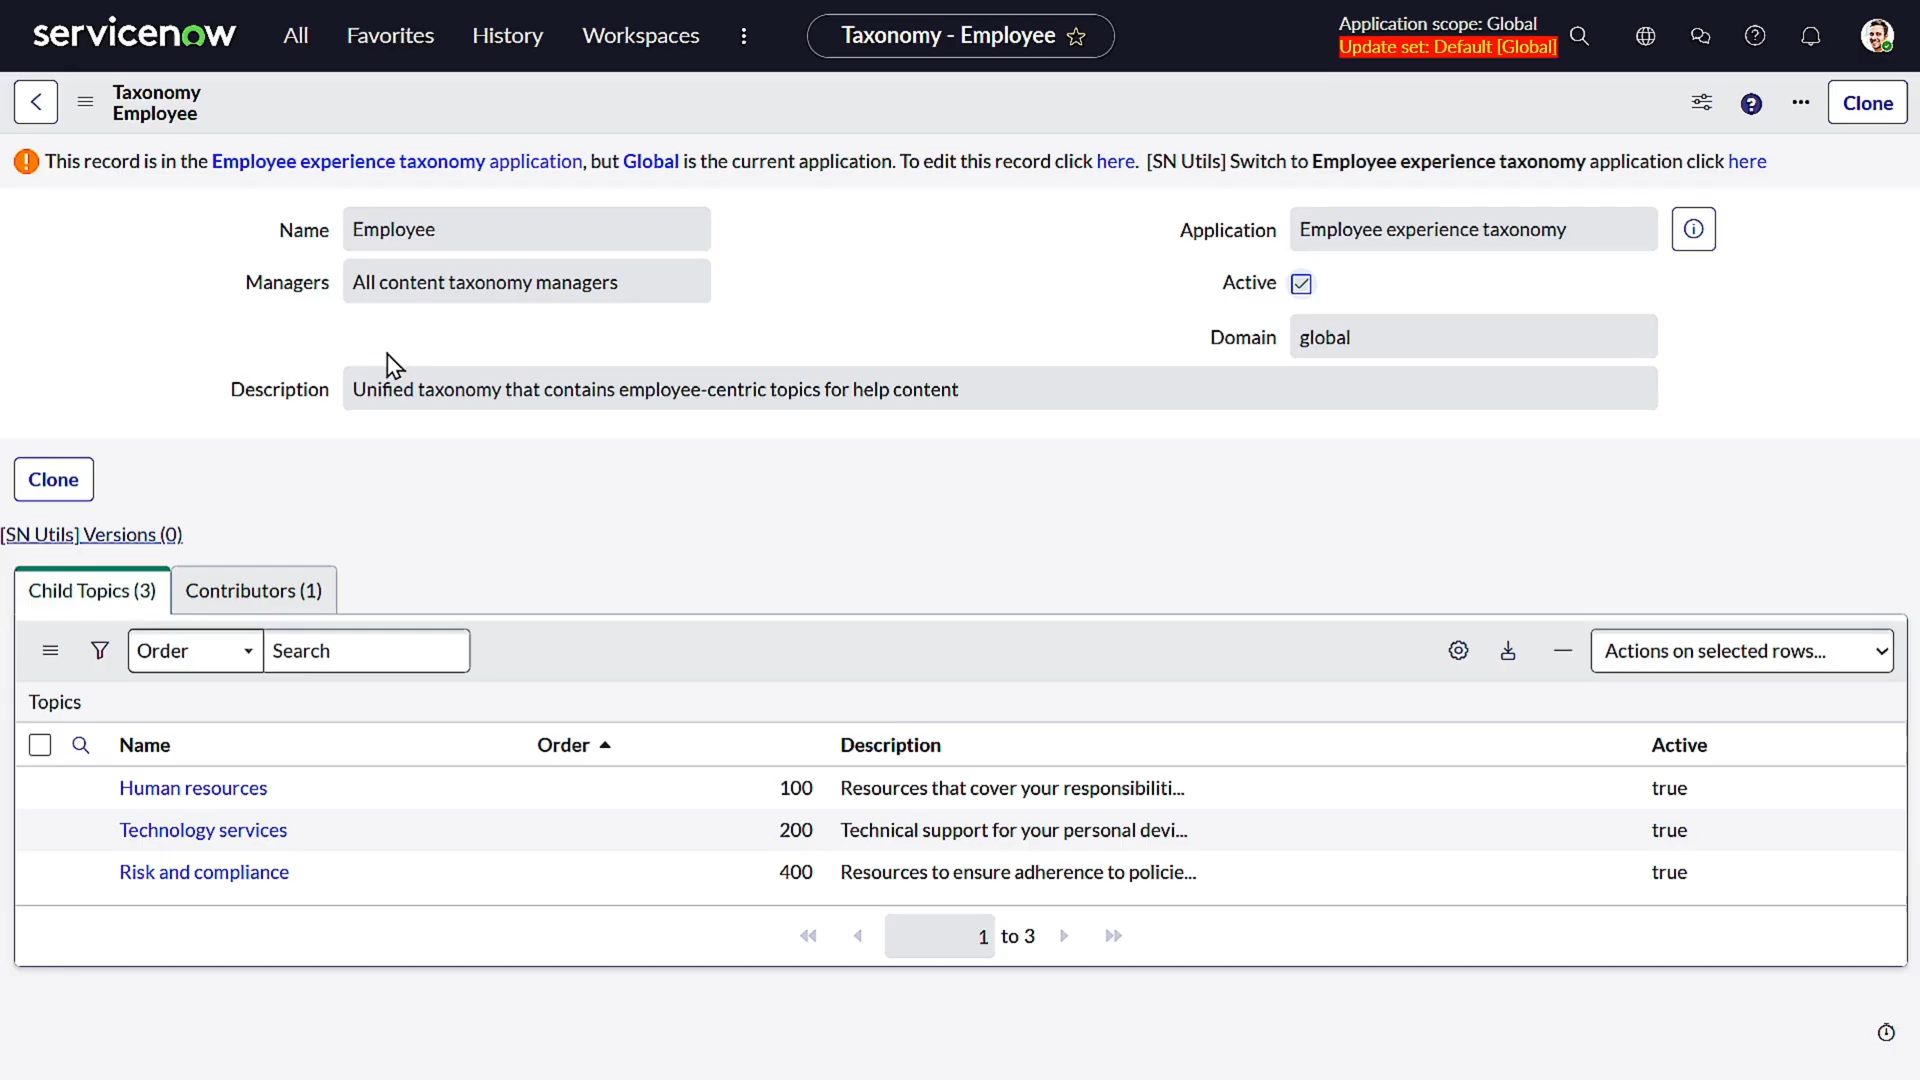 servicenow All Favorites History Workspaces Taxonomy - Employee Application scope: Global
Update set: Default [Global]
Taxonomy
Employee
Clone
This record is in the Employee experience taxonomy application, but Global is the current application. To edit this record click here. [SN Utils] Switch to Employee experience taxonomy application click here
Name Employee Application Employee experience taxonomy
Managers All content taxonomy managers Active
Domain global
Description Unified taxonomy that contains employee-centric topics for help content
Clone
[SN Utils] Versions (0)
Child Topics (3) Contributors (1)
Order Search Actions on selected rows...
Topics
Name Order Description Active
Human resources 100 Resources that cover your responsibiliti... true
Technology services 200 Technical support for your personal devi... true
Risk and compliance 400 Resources to ensure adherence to policie... true
1 to 3